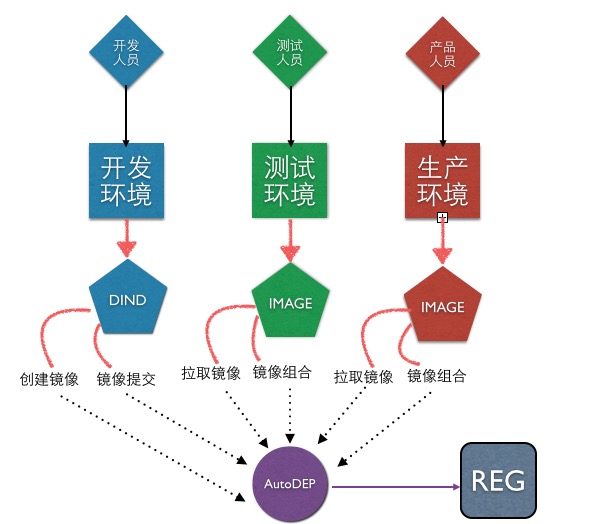 开发
人员
测试
人员
产品
人员
开发
环境
测试
环境
生产
环境
DIND
IMAGE
IMAGE
创建镜像
镜像提交
拉取镜像
镜像组合
拉取镜像
镜像组合
AutoDEP
REG